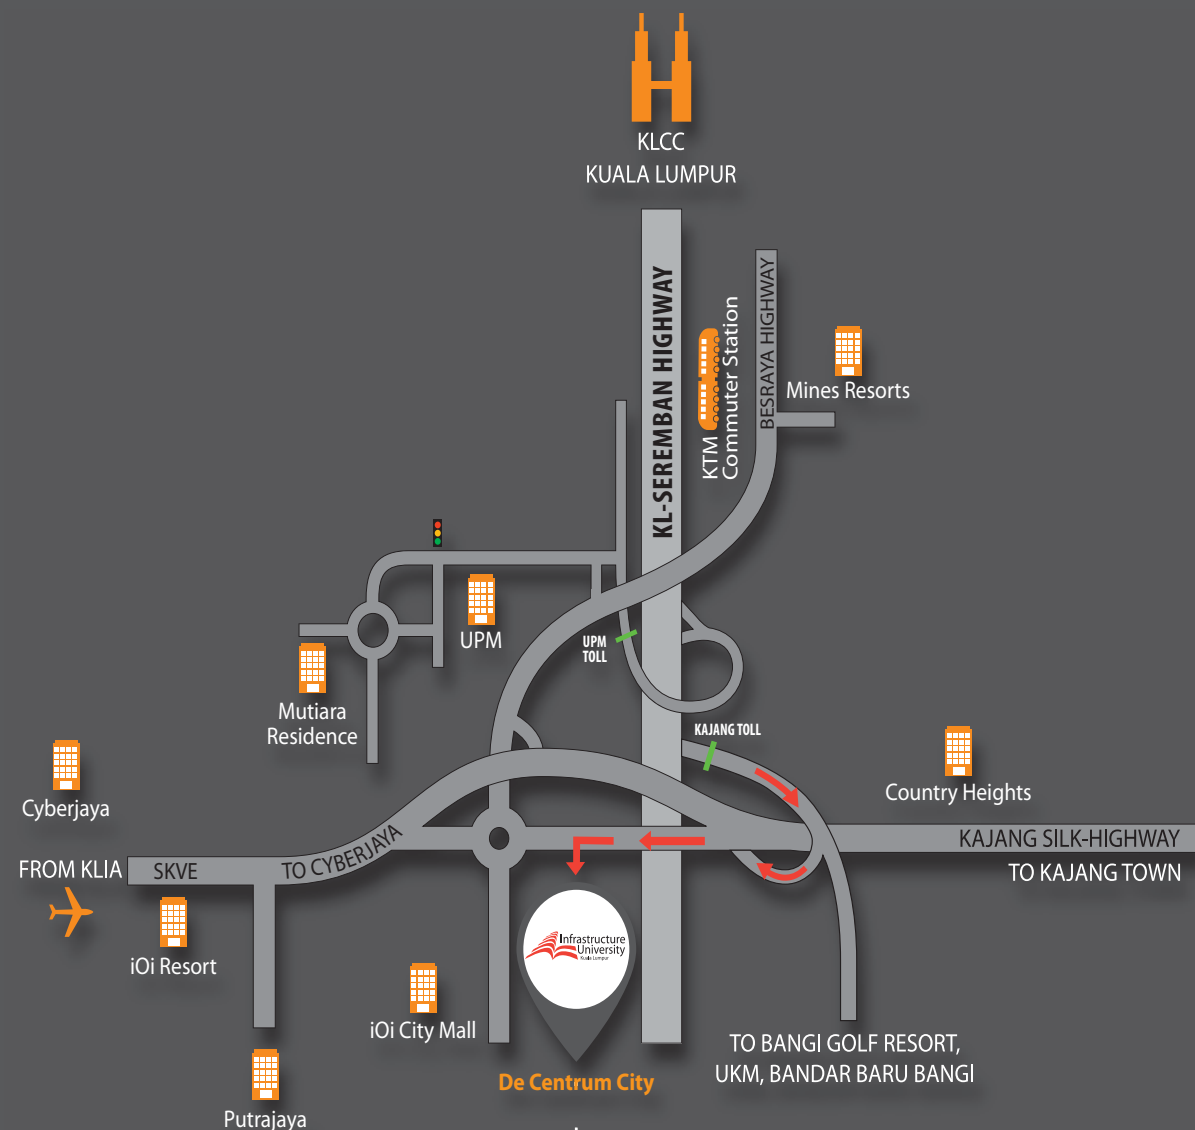 KLCC
KUALA LUMPUR
KL-SEREMBAN HIGHWAY
KTM
Commuter Station
BESRAYA HIGHWAY
Mines Resorts
UPM
UPM
TOLL
Mutiara
Residence
KAJANG TOLL
Cyberjaya
Country Heights
FROM KLIA
SKVE
TO CYBERJAYA
KAJANG SILK-HIGHWAY
TO KAJANG TOWN
iOi Resort
Infrastructure
University
Kuala Lumpur
iOi City Mall
De Centrum City
TO BANGI GOLF RESORT,
UKM, BANDAR BARU BANGI
Putrajaya